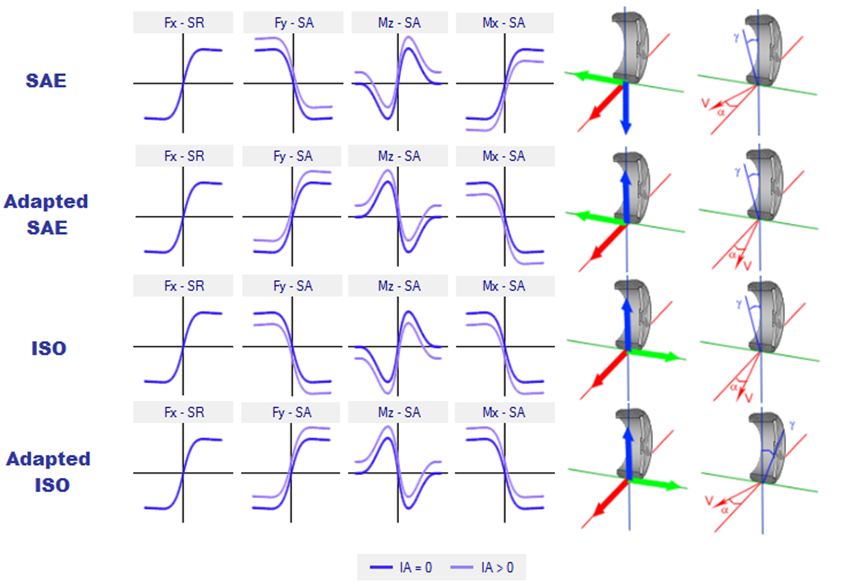 Fx - SR Fy - SA Mz - SA Mx - SA
SAE
γ
V
α
Fx - SR Fy - SA Mz - SA Mx - SA
Adapted
SAE
γ
α
V
Fx - SR Fy - SA Mz - SA Mx - SA
ISO
γ
α
V
Fx - SR Fy - SA Mz - SA Mx - SA
Adapted
ISO
γ
V
α
IA = 0 IA > 0